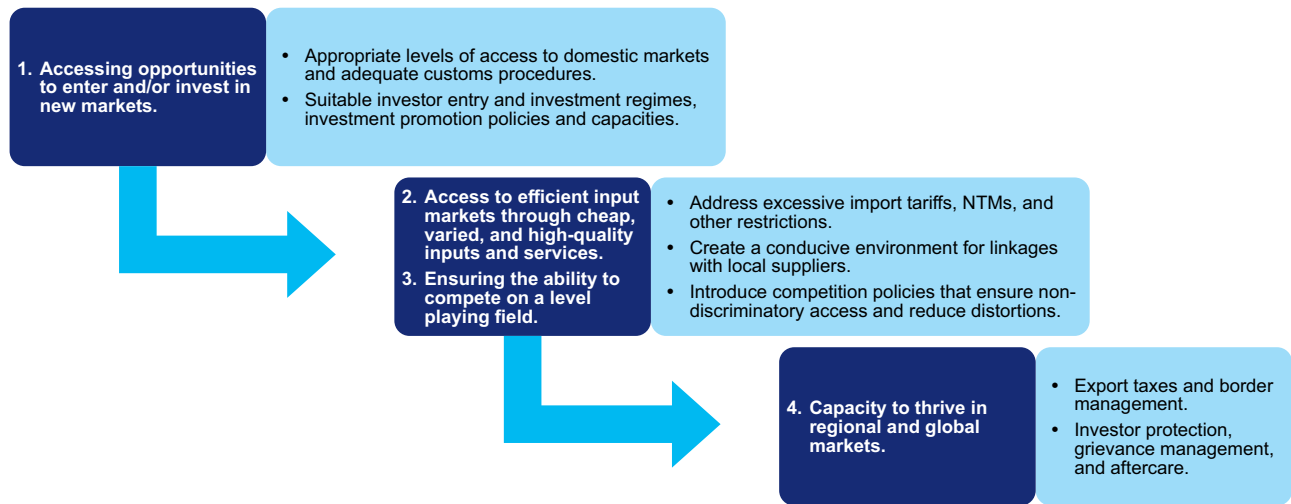 1. Accessing opportunities
to enter and/or invest in
new markets.
• Appropriate levels of access to domestic markets
and adequate customs procedures.
• Suitable investor entry and investment regimes,
investment promotion policies and capacities.
2. Access to efficient input
markets through cheap,
varied, and high-quality
inputs and services.
3. Ensuring the ability to
compete on a level
playing field.
• Address excessive import tariffs, NTMs, and
other restrictions.
• Create a conducive environment for linkages
with local suppliers.
• Introduce competition policies that ensure non-
discriminatory access and reduce distortions.
4. Capacity to thrive in
regional and global
markets.
• Export taxes and border
management.
• Investor protection,
grievance management,
and aftercare.